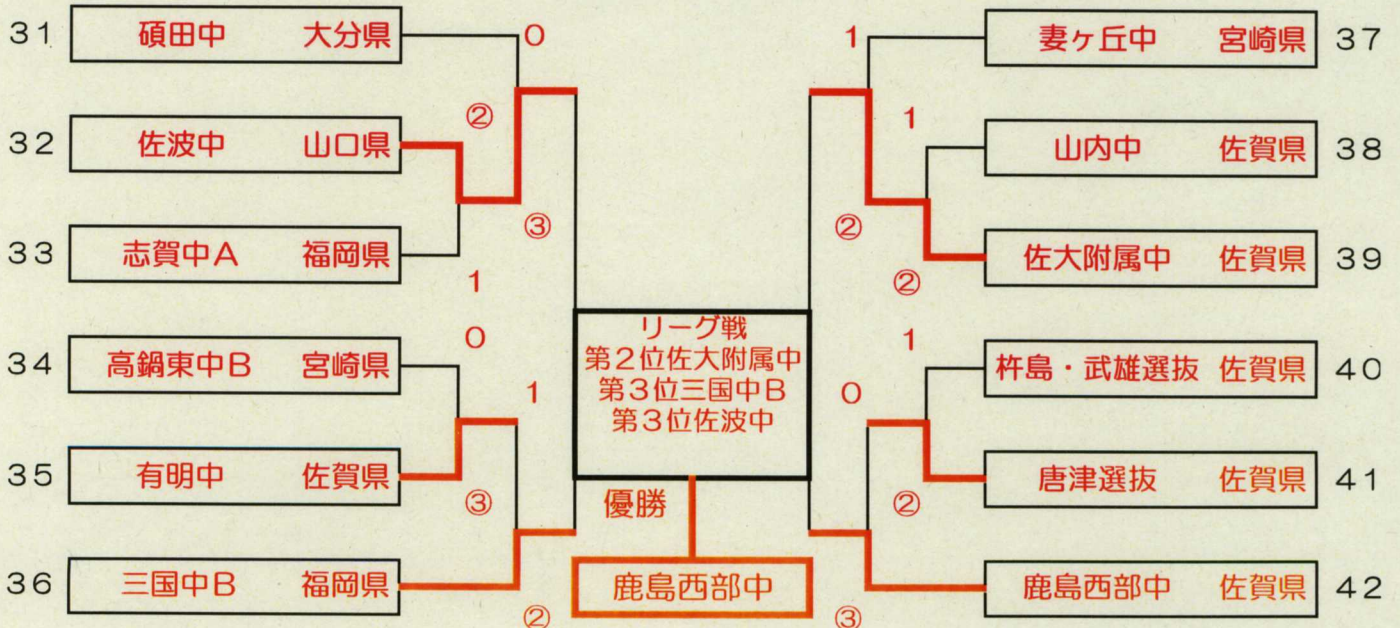 31 碩田中 大分県
0
②
32 佐波中 山口県
③
33 志賀中A 福岡県
1
0
34 高鍋東中B 宮崎県
1
35 有明中 佐賀県
③
36 三国中B 福岡県
②
リーグ戦
第2位佐大附属中
第3位三国中B
第3位佐波中
優勝
鹿島西部中
1
妻ヶ丘中 宮崎県 37
1
山内中 佐賀県 38
②
佐大附属中 佐賀県 39
②
1
杵島・武雄選抜 佐賀県 40
0
唐津選抜 佐賀県 41
②
鹿島西部中 佐賀県 42
③